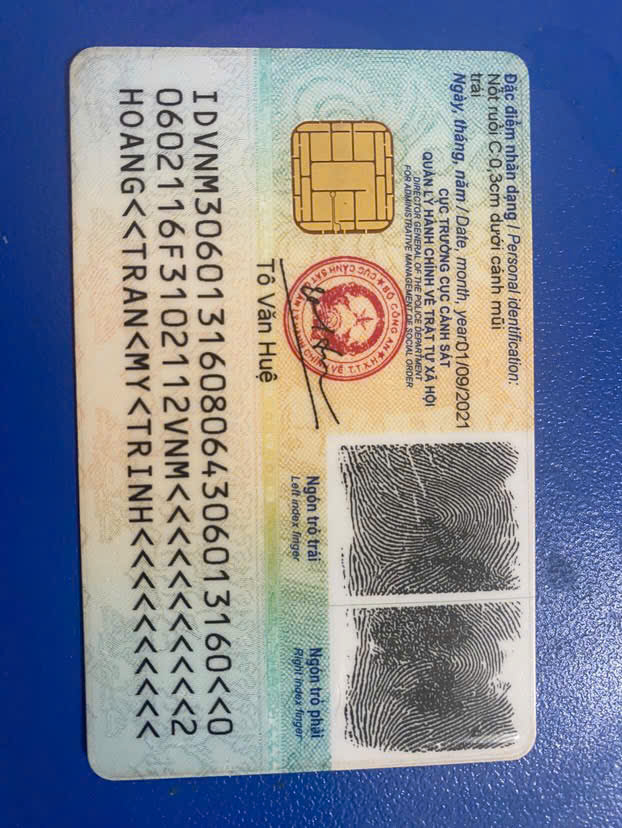 Đặc điểm nhân dạng / Personal identification:
Nốt ruồi C:0,3cm dưới cánh mũi
trái
Ngày, tháng, năm / Date, month, year:01/09/2021
CỤC TRƯỞNG CỤC CẢNH SÁT
QUẢN LÝ HÀNH CHÍNH VỀ TRẬT TỰ XÃ HỘI
DIRECTOR GENERAL OF THE POLICE DEPARTMENT
FOR ADMINISTRATIVE MANAGEMENT OF SOCIAL ORDER
BỘ CÔNG AN
Tô Văn Huệ
Ngón trỏ trái
Left index finger
Ngón trỏ phải
Right index finger
IDVNM3060131608064306013160<<0
0602116F3102112VNM<<<<<<<<<<<2
HOANG<<TRAN<MY<TRINH<<<<<<<<<<